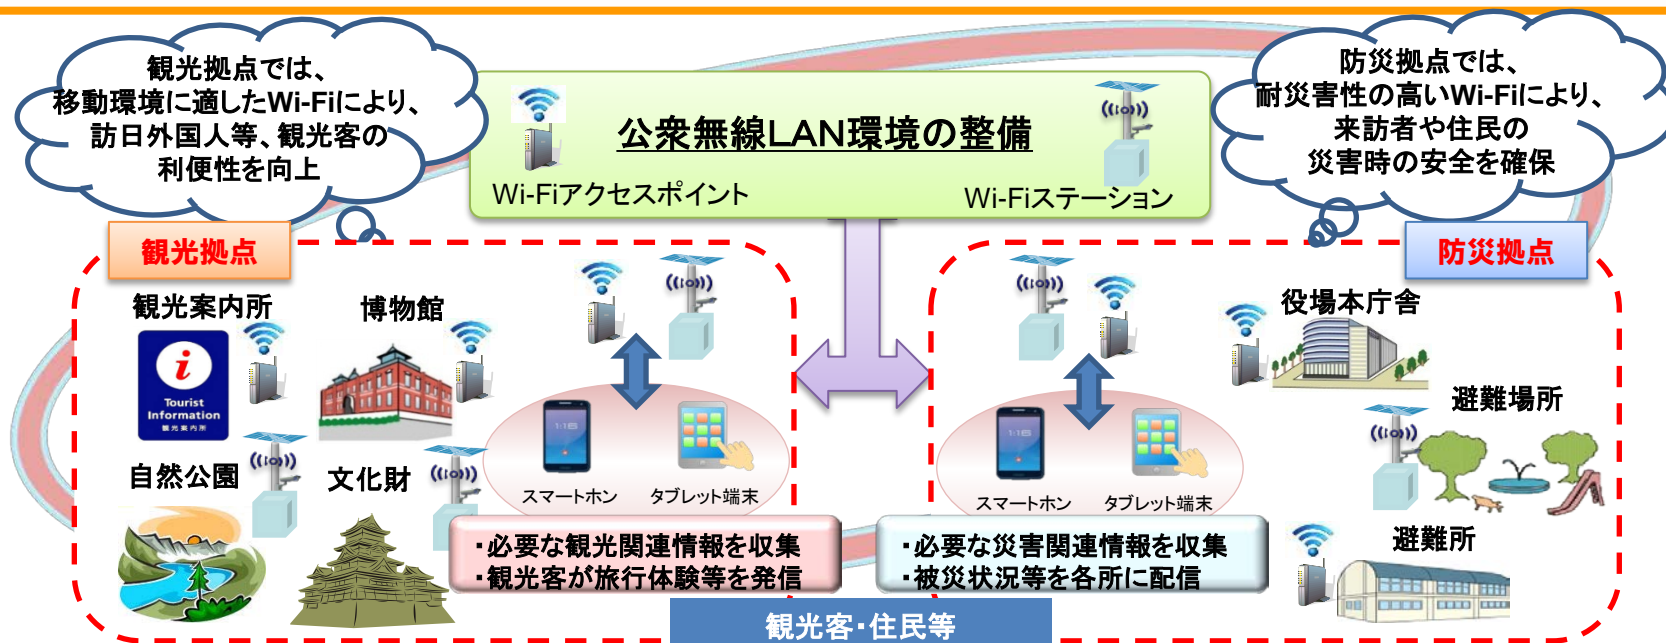 観光拠点では、
移動環境に適したWi-Fiにより、
訪日外国人等、観光客の
利便性を向上
公衆無線LAN環境の整備
Wi-Fiアクセスポイント
Wi-Fiステーション
防災拠点では、
耐災害性の高いWi-Fiにより、
来訪者や住民の
災害時の安全を確保
観光拠点
観光案内所
博物館
i
Tourist
Information
観光案内所
自然公園
文化財
1:16
スマートホン
タブレット端末
・必要な観光関連情報を収集
・観光客が旅行体験等を発信
防災拠点
役場本庁舎
避難場所
避難所
1:16
スマートホン
タブレット端末
・必要な災害関連情報を収集
・被災状況等を各所に配信
観光客・住民等